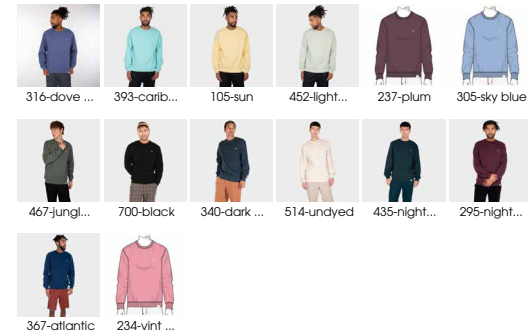 316-dove ...
393-carib...
105-sun
452-light...
237-plum
305-sky blue
467-jungl...
700-black
340-dark ...
514-undyed
435-night...
295-night...
367-atlantic
234-vint ...